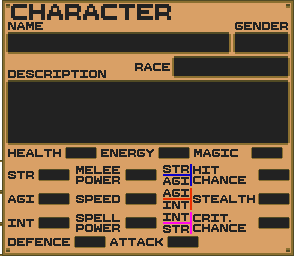 CHARACTER
NAME GENDER
RACE
DESCRIPTION
HEALTH ENERGY MAGIC
STR MELEE POWER STR AGI HIT CHANCE
AGI SPEED AGI INT STEALTH
INT SPELL POWER INT STR CRIT. CHANCE
DEFENCE ATTACK